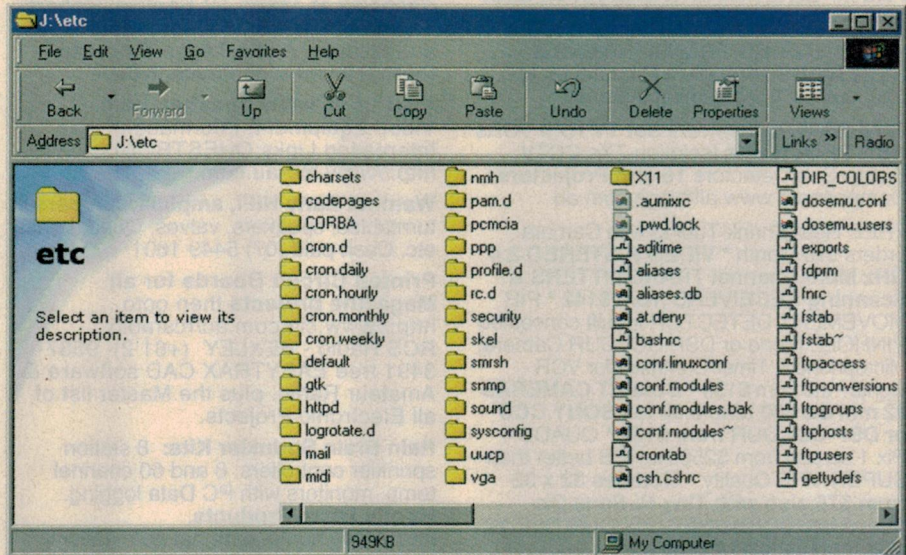 J:\etc
File Edit View Go Favorites Help
Back Forward Up Cut Copy Paste Undo Delete Properties Views
Address J:\etc Links » Radio
etc
Select an item to view its
description.
charsets
codepages
CORBA
cron.d
cron.daily
cron.hourly
cron.monthly
cron.weekly
default
gtk
httpd
logrotate.d
mail
midi
nmh
pam.d
pcmcia
ppp
profile.d
rc.d
security
skel
smrsh
snmp
sound
sysconfig
uucp
vga
X11
.aumixrc
.pwd.lock
adjtime
aliases
aliases.db
at.deny
bashrc
conf.linuxconf
conf.modules
conf.modules.bak
conf.modules~
crontab
csh.cshrc
DIR_COLORS
dosemu.conf
dosemu.users
exports
fdprm
fnrc
fstab
fstab~
ftpaccess
ftpconversions
ftpgroups
ftphosts
ftpusers
gettydefs
949KB
My Computer